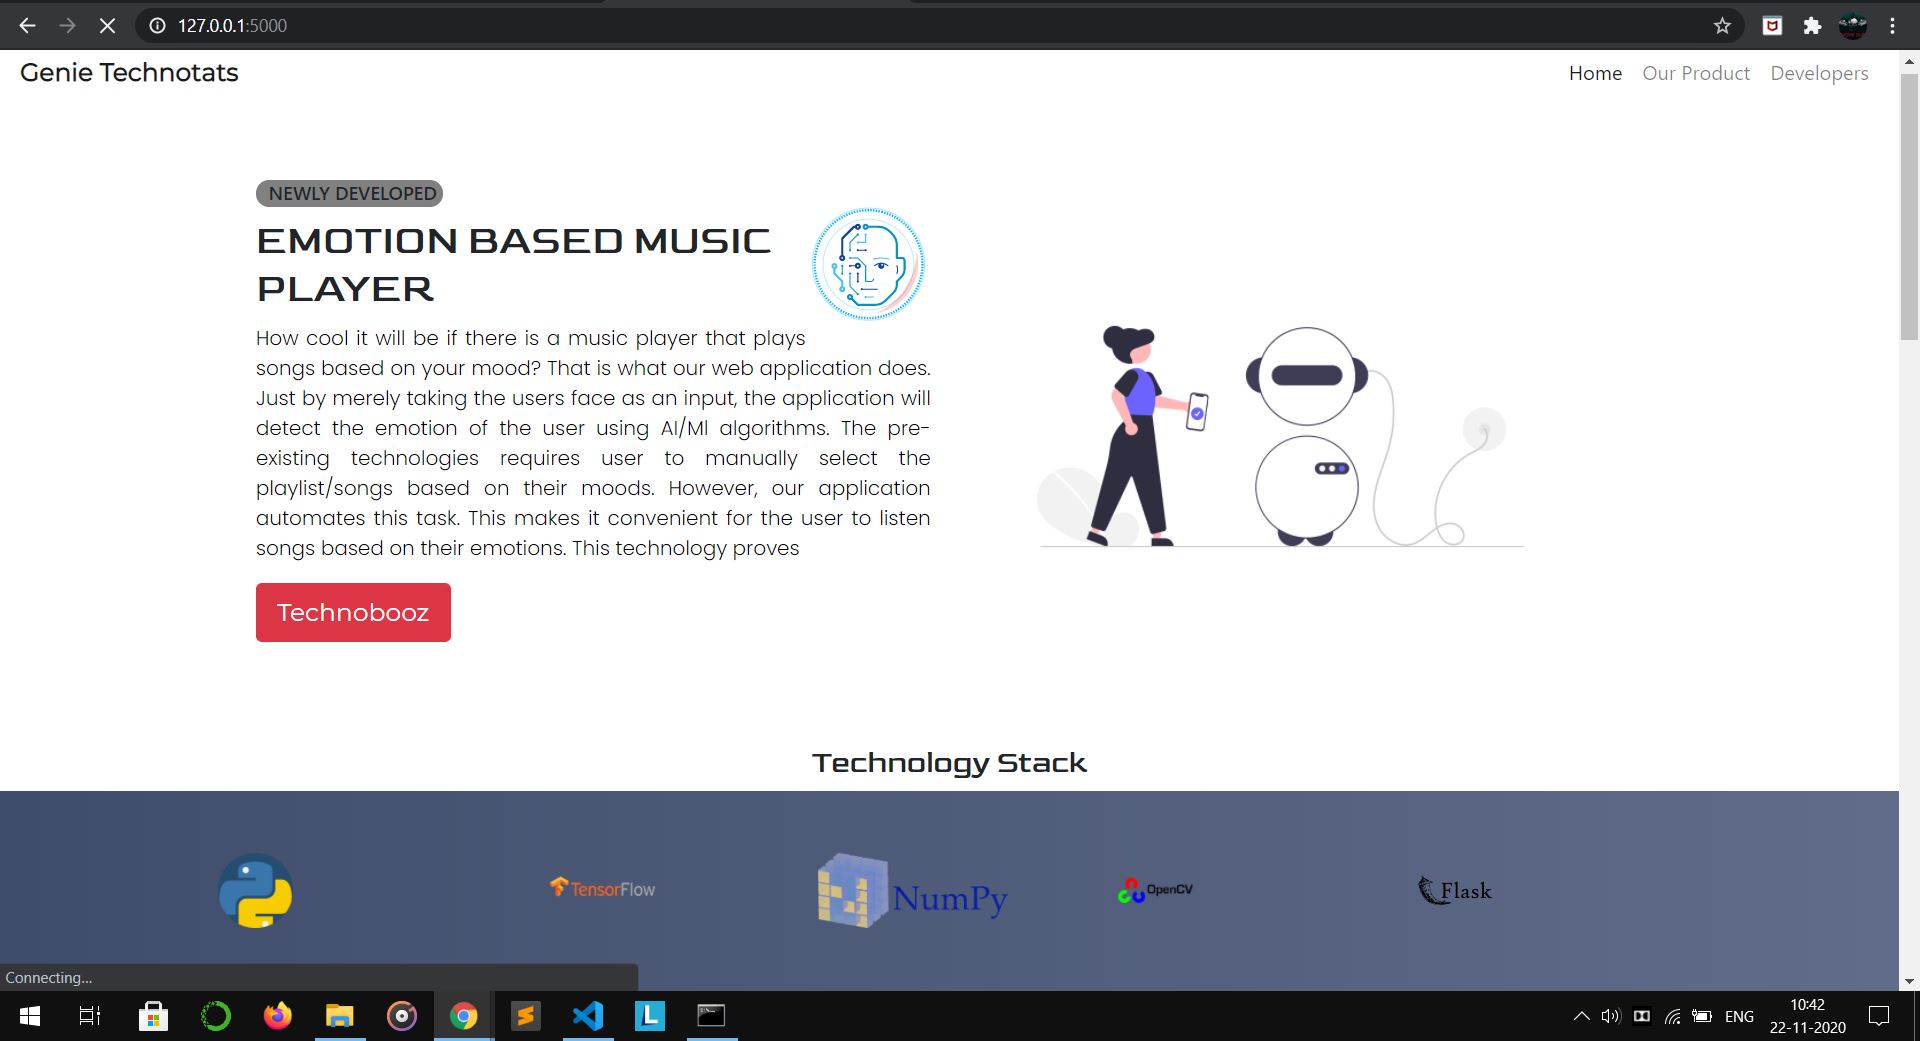 127.0.0.1:5000
Genie Technotats
Home Our Product Developers
NEWLY DEVELOPED
EMOTION BASED MUSIC
PLAYER
How cool it will be if there is a music player that plays
songs based on your mood? That is what our web application does.
Just by merely taking the users face as an input, the application will
detect the emotion of the user using AI/Ml algorithms. The pre-
existing technologies requires user to manually select the
playlist/songs based on their moods. However, our application
automates this task. This makes it convenient for the user to listen
songs based on their emotions. This technology proves
Technobooz
Technology Stack
TensorFlow
NumPy
OpenCV
Flask
Connecting...
L
ENG
10:42
22-11-2020